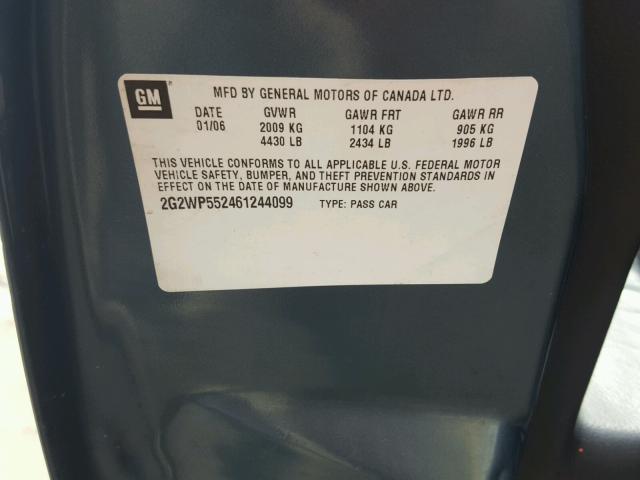 GM
MFD BY GENERAL MOTORS OF CANADA LTD.
DATE GVWR GAWR FRT GAWR RR
01/06 2009 KG 1104 KG 905 KG
4430 LB 2434 LB 1996 LB
THIS VEHICLE CONFORMS TO ALL APPLICABLE U.S. FEDERAL MOTOR
VEHICLE SAFETY, BUMPER, AND THEFT PREVENTION STANDARDS IN
EFFECT ON THE DATE OF MANUFACTURE SHOWN ABOVE.
2G2WP552461244099 TYPE: PASS CAR